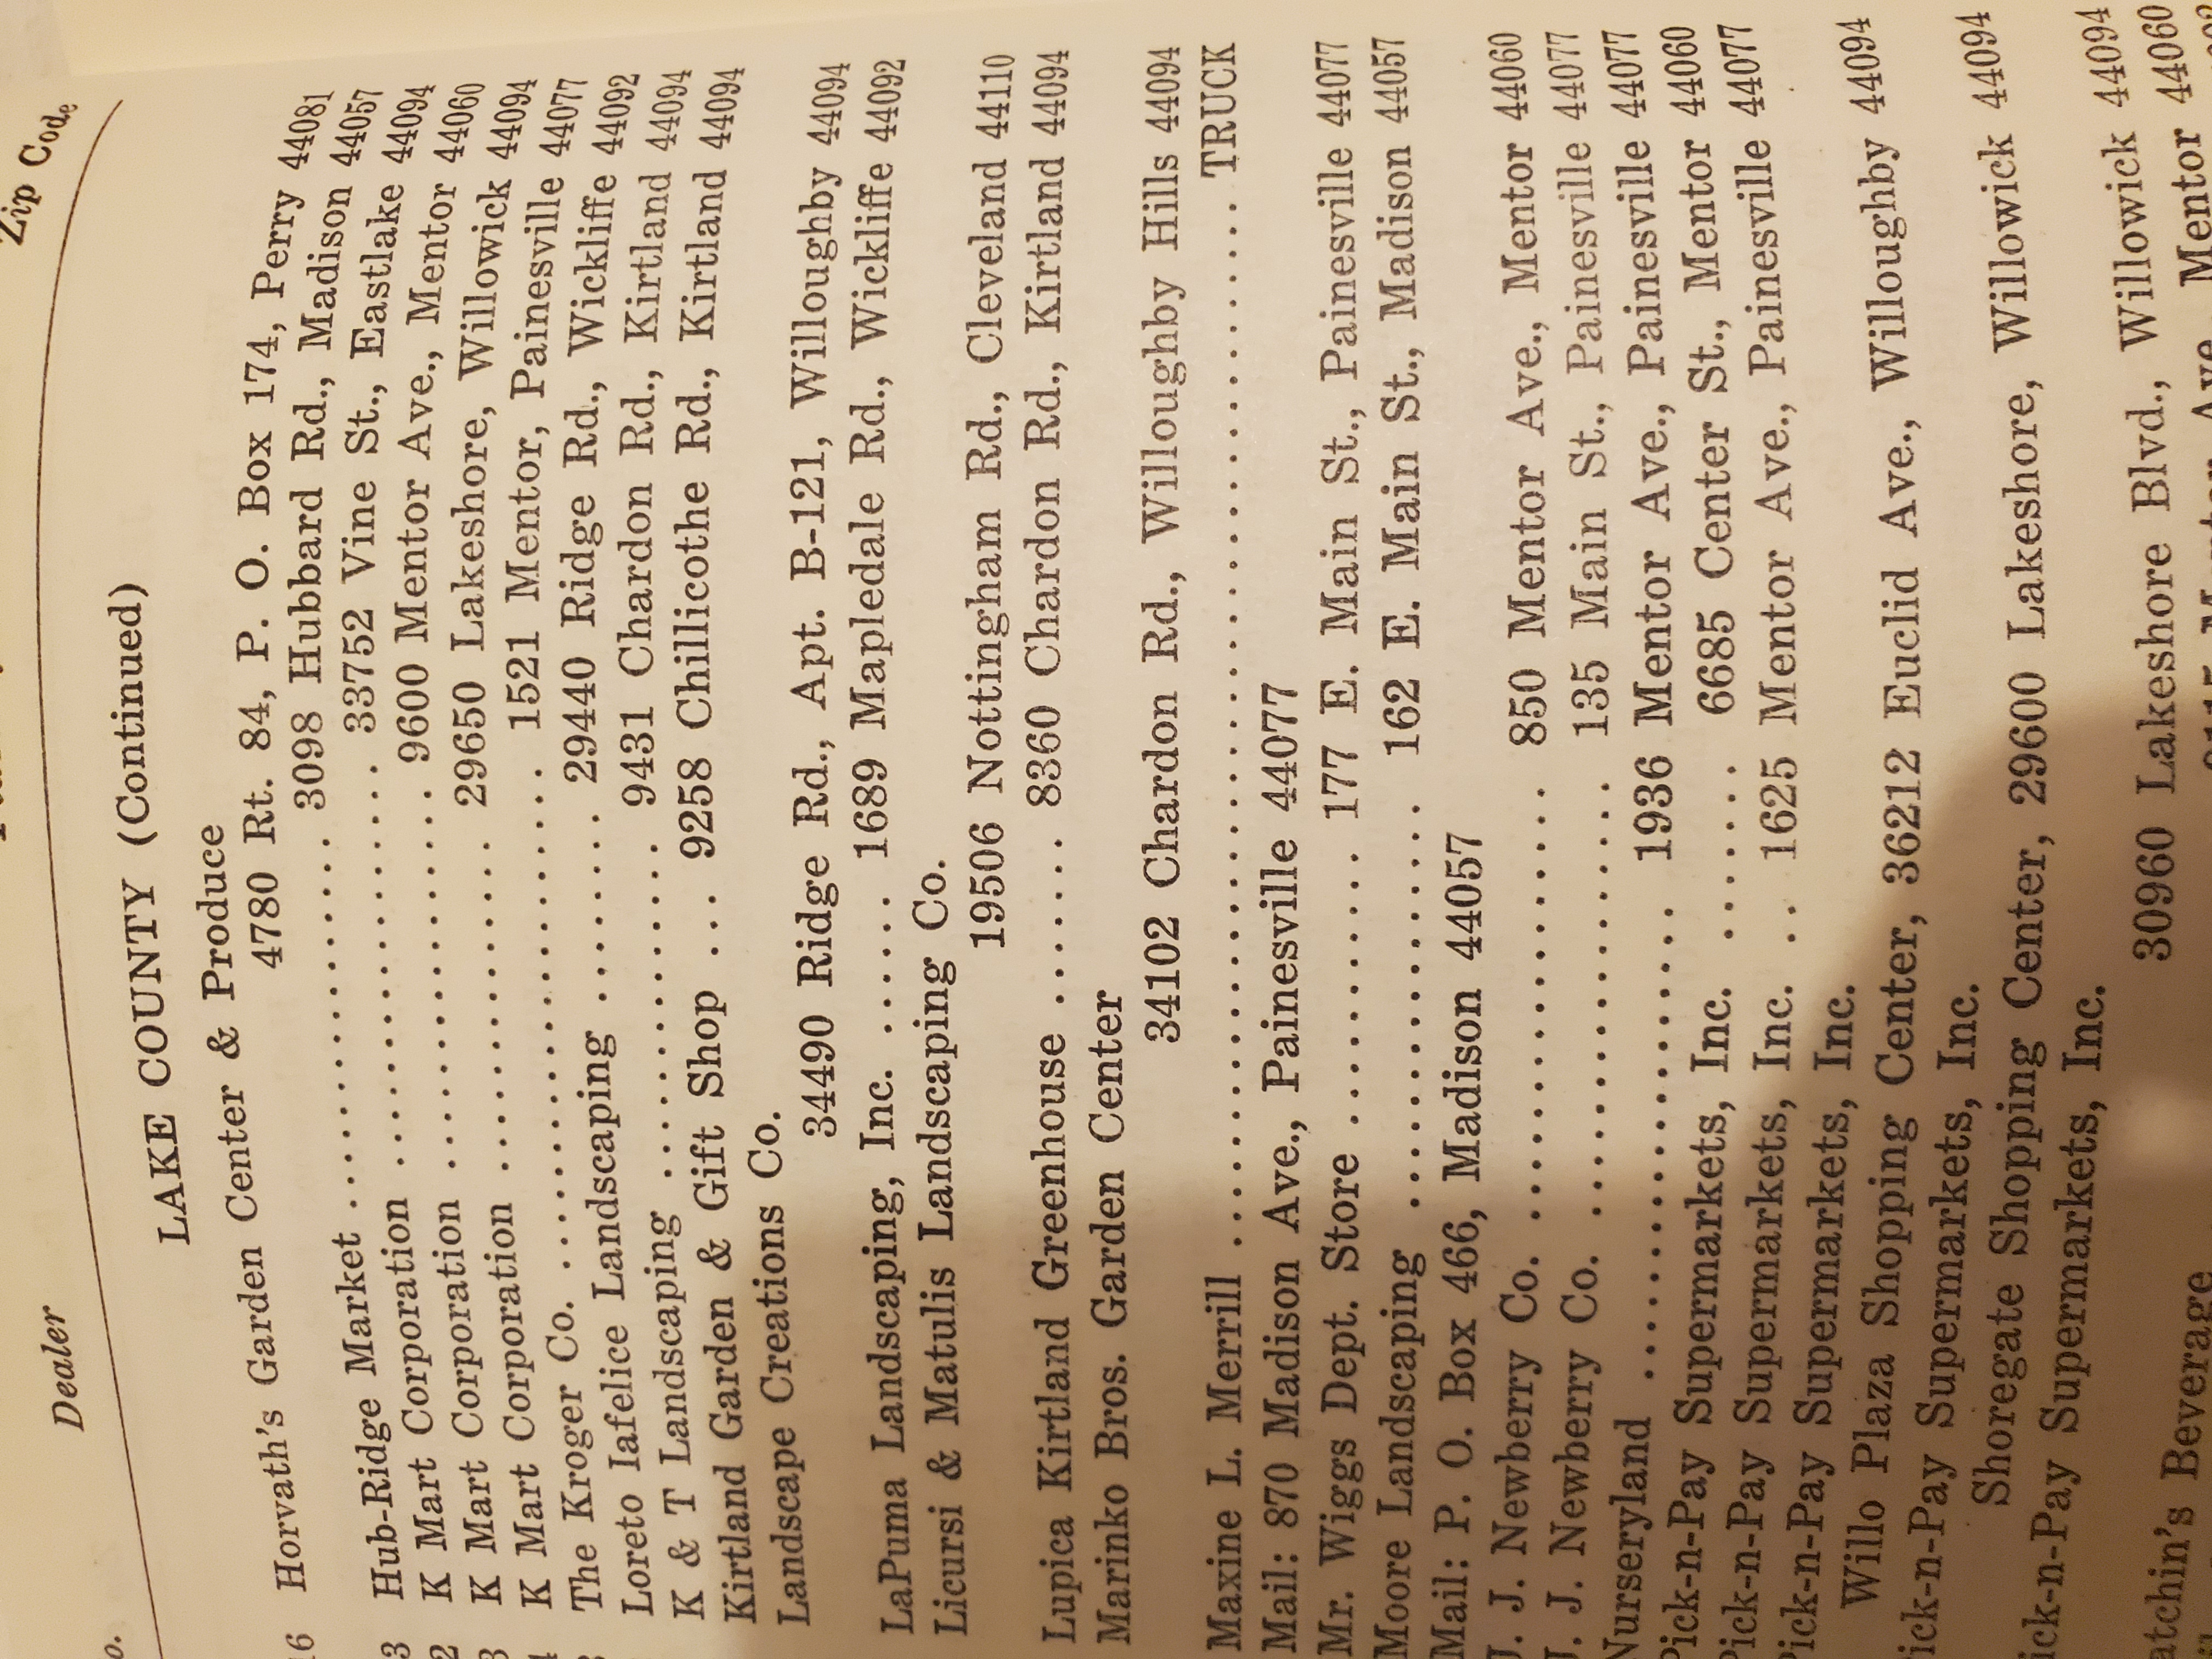 Dealer Zip Code
LAKE COUNTY (Continued)
16 Horvath's Garden Center & Produce
4780 Rt. 84, P. O. Box 174, Perry 44081
3 Hub-Ridge Market .................. 3098 Hubbard Rd., Madison 44057
2 K Mart Corporation .................. 33752 Vine St., Eastlake 44094
3 K Mart Corporation .................. 9600 Mentor Ave., Mentor 44060
4 K Mart Corporation .................. 29650 Lakeshore, Willowick 44094
The Kroger Co. .................. 1521 Mentor, Painesville 44077
Loreto Iafelice Landscaping .......... 29440 Ridge Rd., Wickliffe 44092
K & T Landscaping .................. 9431 Chardon Rd., Kirtland 44094
Kirtland Garden & Gift Shop ... 9258 Chillicothe Rd., Kirtland 44094
Landscape Creations Co.
34490 Ridge Rd., Apt. B-121, Willoughby 44094
LaPuma Landscaping, Inc. ...... 1689 Mapledale Rd., Wickliffe 44092
Licursi & Matulis Landscaping Co.
19506 Nottingham Rd., Cleveland 44110
Lupica Kirtland Greenhouse ....... 8360 Chardon Rd., Kirtland 44094
Marinko Bros. Garden Center
34102 Chardon Rd., Willoughby Hills 44094
Maxine L. Merrill .................. TRUCK
Mail: 870 Madison Ave., Painesville 44077
Mr. Wiggs Dept. Store ............ 177 E. Main St., Painesville 44077
Moore Landscaping .................. 162 E. Main St., Madison 44057
Mail: P. O. Box 466, Madison 44057
J. J. Newberry Co. .................. 850 Mentor Ave., Mentor 44060
J. J. Newberry Co. .................. 135 Main St., Painesville 44077
Nurseryland .................. 1936 Mentor Ave., Painesville 44077
Pick-n-Pay Supermarkets, Inc. ....... 6685 Center St., Mentor 44060
Pick-n-Pay Supermarkets, Inc. .. 1625 Mentor Ave., Painesville 44077
Pick-n-Pay Supermarkets, Inc.
Willo Plaza Shopping Center, 36212 Euclid Ave., Willoughby 44094
ick-n-Pay Supermarkets, Inc.
Shoregate Shopping Center, 29600 Lakeshore, Willowick 44094
ick-n-Pay Supermarkets, Inc.
30960 Lakeshore Blvd., Willowick 44094
atchin's Beverage Mentor 44060